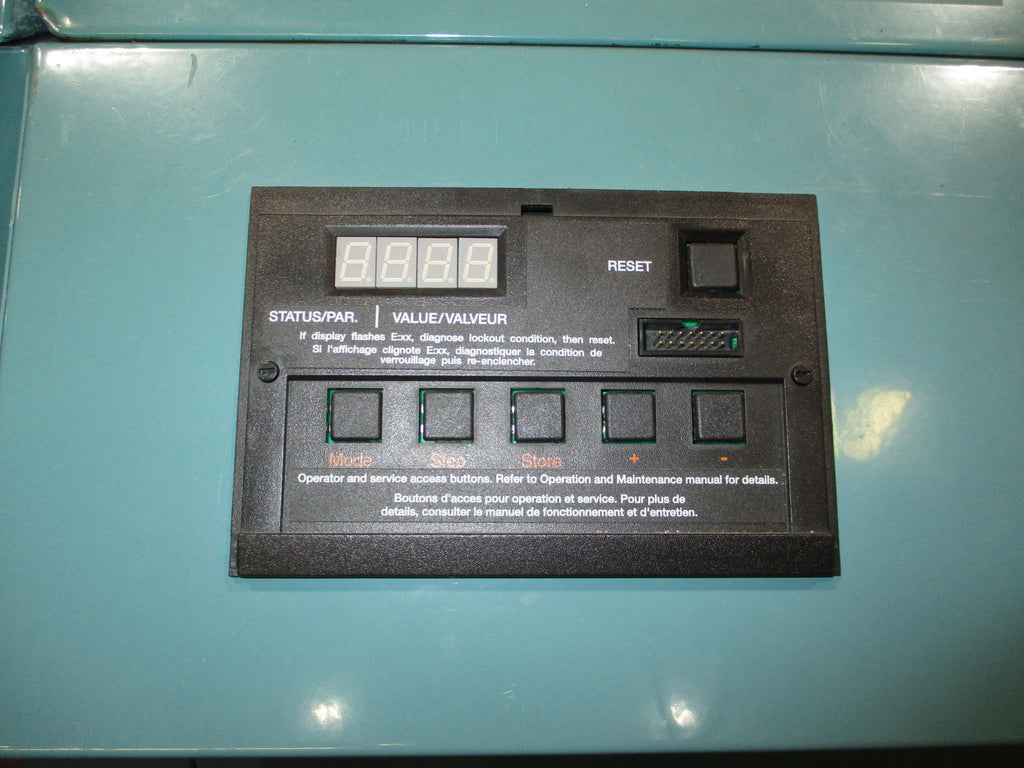 RESET
STATUS/PAR. | VALUE/VALVEUR
If display flashes E:xx, diagnose lockout condition, then reset.
Si l'affichage clignote E:xx, diagnostiquer la condition de
verrouillage puis re-enclencher.
Mode Step Store + -
Operator and service access buttons. Refer to Operation and Maintenance manual for details.
Boutons d'acces pour operation et service. Pour plus de
details, consulter le manuel de fonctionnement et d'entretien.